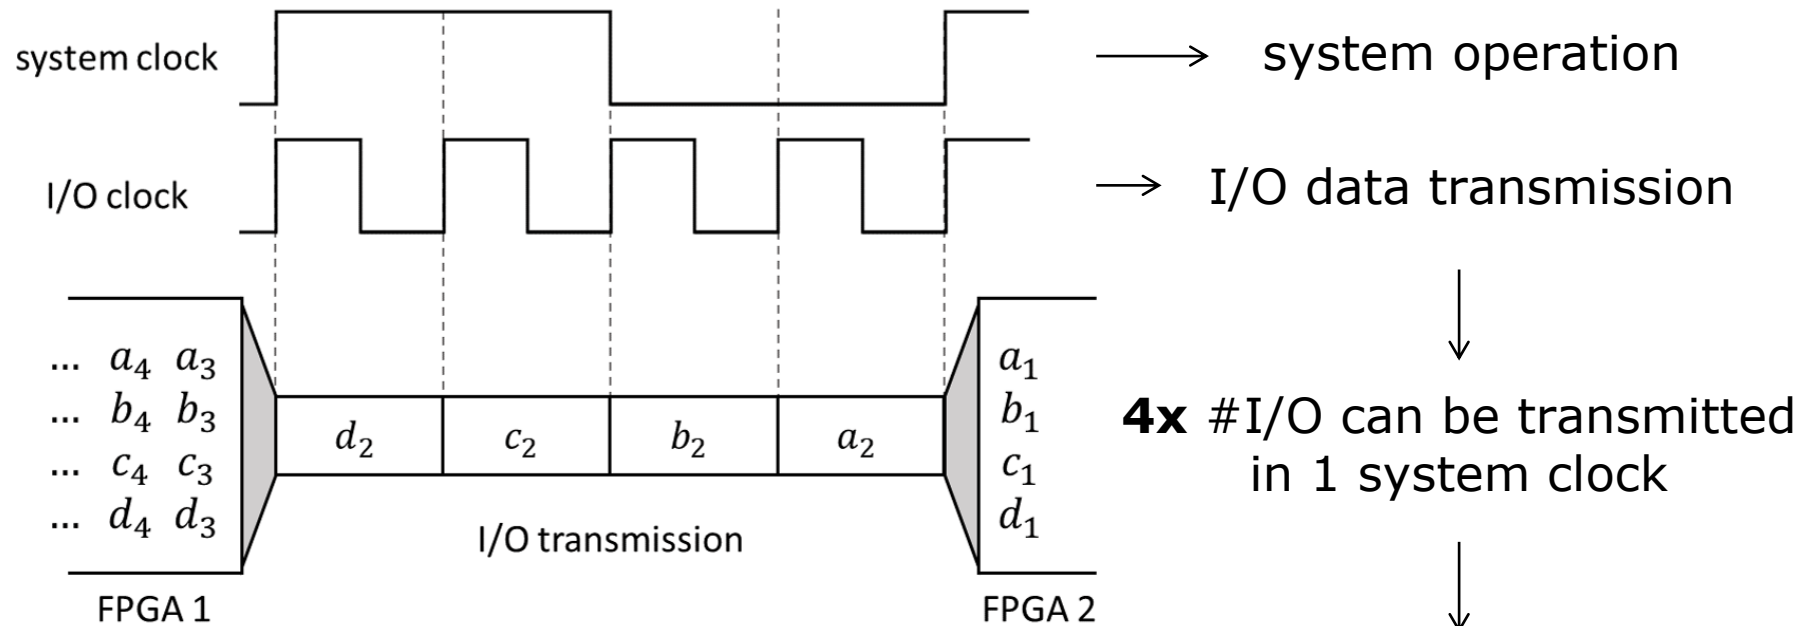 system clock
system operation
I/O clock
I/O data transmission
... a₄ a₃
... b₄ b₃
... c₄ c₃
... d₄ d₃
d₂ c₂ b₂ a₂
a₁
b₁
c₁
d₁
4x #I/O can be transmitted
in 1 system clock
I/O transmission
FPGA 1
FPGA 2